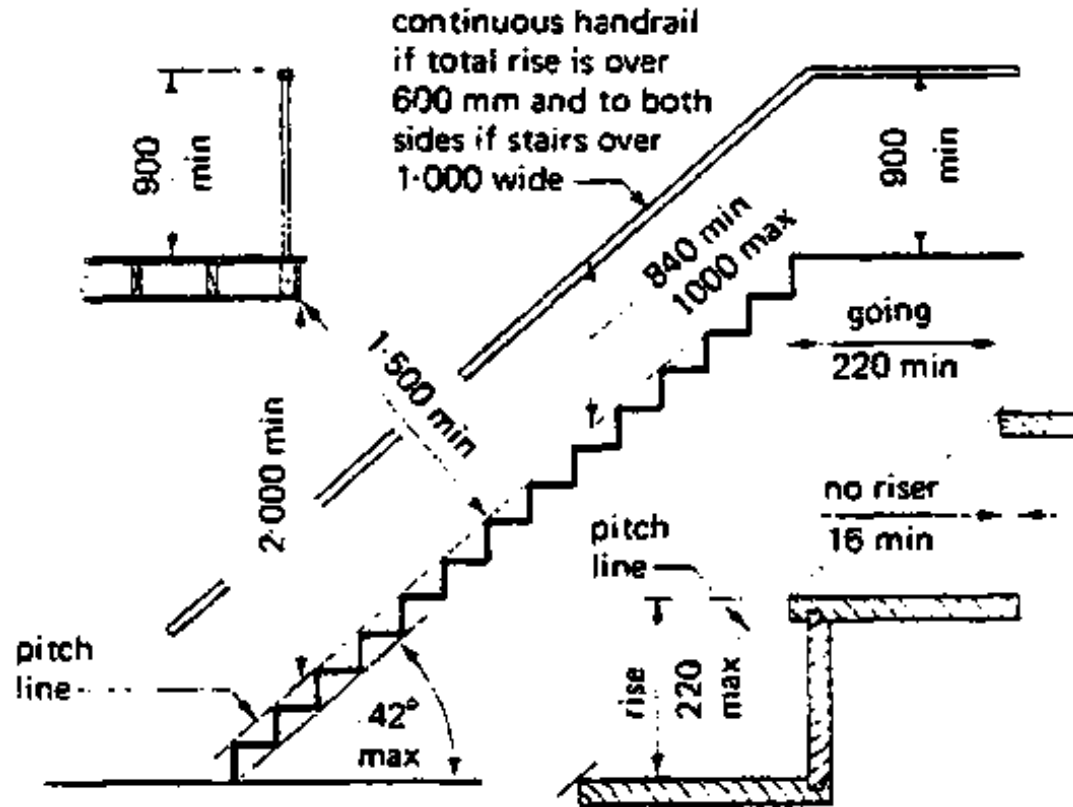 continuous handrail
if total rise is over
600 mm and to both
sides if stairs over
1·000 wide
900
min
900
min
840 min
1000 max
going
220 min
1·500 min
2·000 min
no riser
16 min
pitch
line
pitch
line
rise
220
max
42°
max